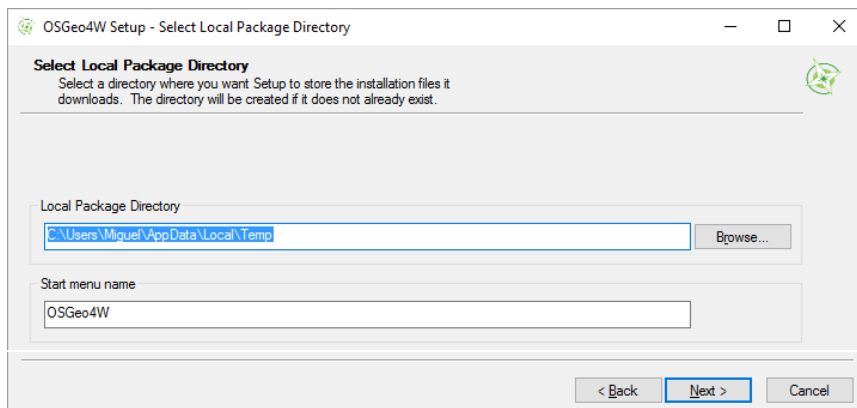 OSGeo4W Setup - Select Local Package Directory
Select Local Package Directory
Select a directory where you want Setup to store the installation files it
downloads. The directory will be created if it does not already exist.
Local Package Directory
C:\Users\Miguel\AppData\Local\Temp
Browse...
Start menu name
OSGeo4W
< Back
Next >
Cancel